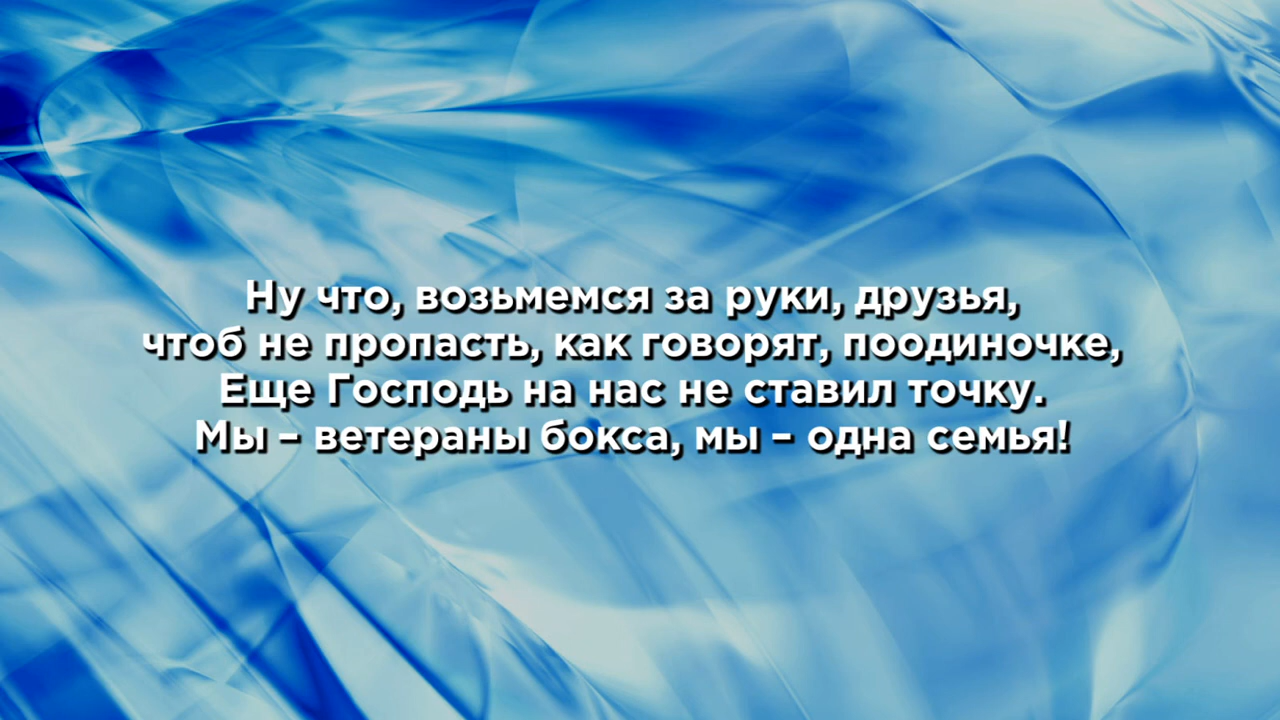 Ну что, возьмемся за руки, друзья,
чтоб не пропасть, как говорят, поодиночке,
Еще Господь на нас не ставил точку.
Мы – ветераны бокса, мы – одна семья!